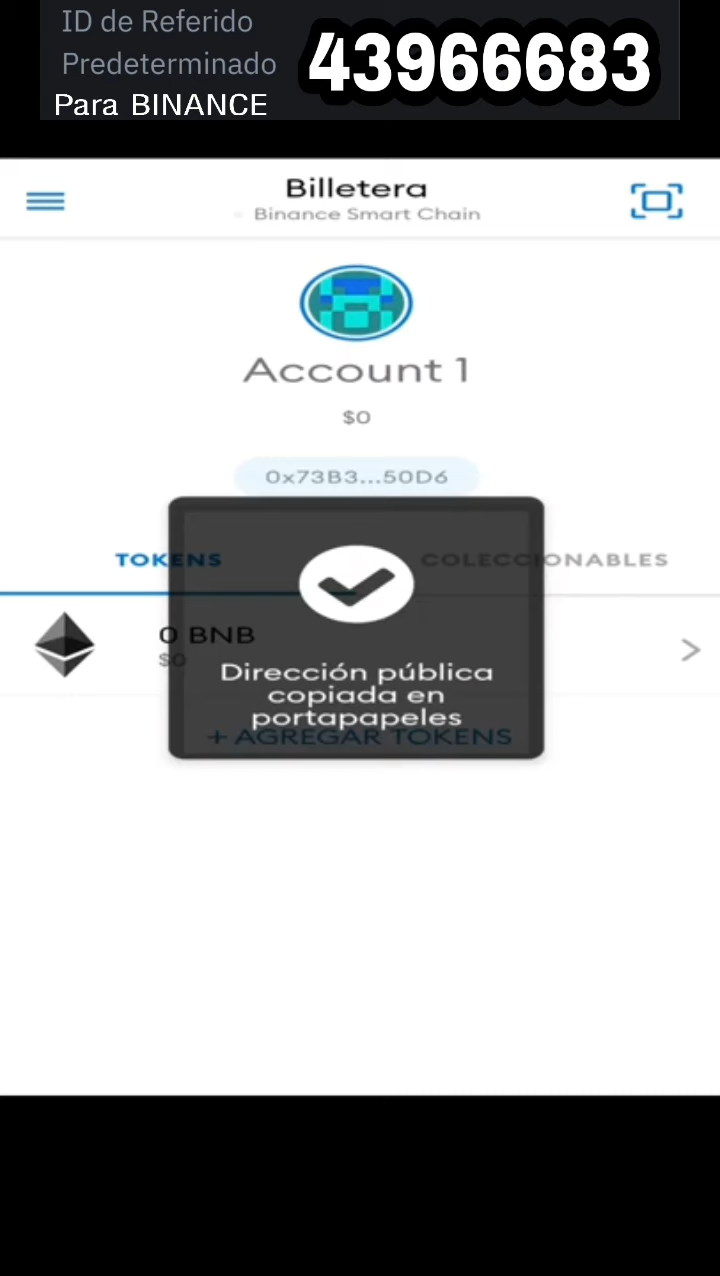 ID de Referido
Predeterminado
43966683
Para BINANCE
Billetera
Binance Smart Chain
Account 1
$0
0x73B3...50D6
TOKENS
COLECCIONABLES
0 BNB
$0
Dirección pública
copiada en
portapapeles
+ AGREGAR TOKENS